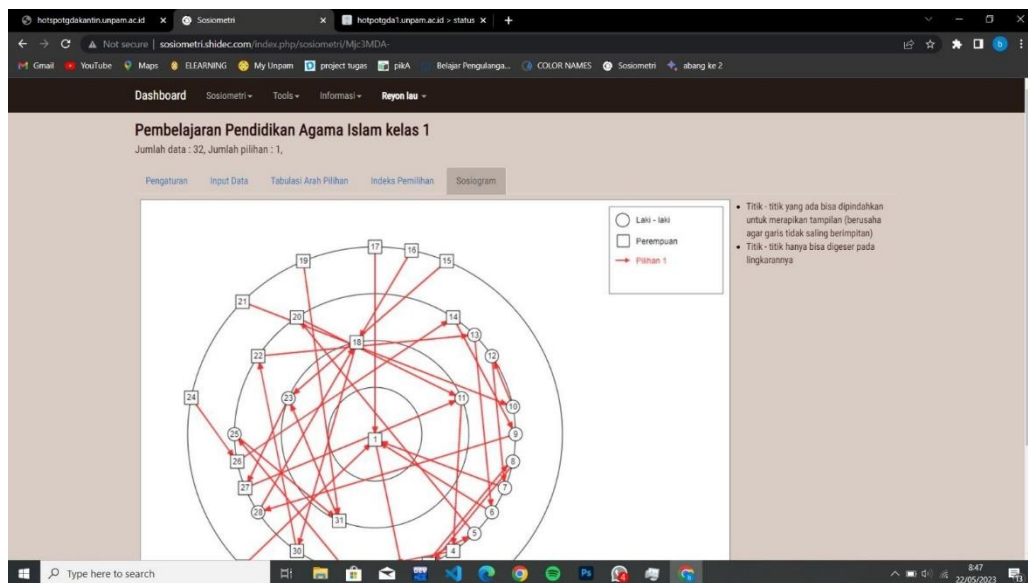 hotspotgdakantin.unpam.ac.id
Sosiometri
hotpotgda1.unpam.ac.id > status
Not secure | sosiometri.shidec.com/index.php/sosiometri/Mjc3MDA-
Gmail YouTube Maps ELEARNING My Unpam project tugas pikA Belajar Pengulanga... COLOR NAMES Sosiometri abang ke 2
Dashboard Sosiometri Tools Informasi Reyon lau
Pembelajaran Pendidikan Agama Islam kelas 1
Jumlah data : 32, Jumlah pilihan : 1,
Pengaturan Input Data Tabulasi Arah Pilihan Indeks Pemilihan Sosiogram
Laki - laki
Perempuan
Pilihan 1
Titik - titik yang ada bisa dipindahkan
untuk merapikan tampilan (berusaha
agar garis tidak saling berimpitan)
Titik - titik hanya bisa digeser pada
lingkarannya
17
16
19
15
21
20
14
13
18
22
12
24
23
11
10
25
1
9
26
8
27
7
28
6
31
5
30
4
Type here to search
8:47
22/05/2023